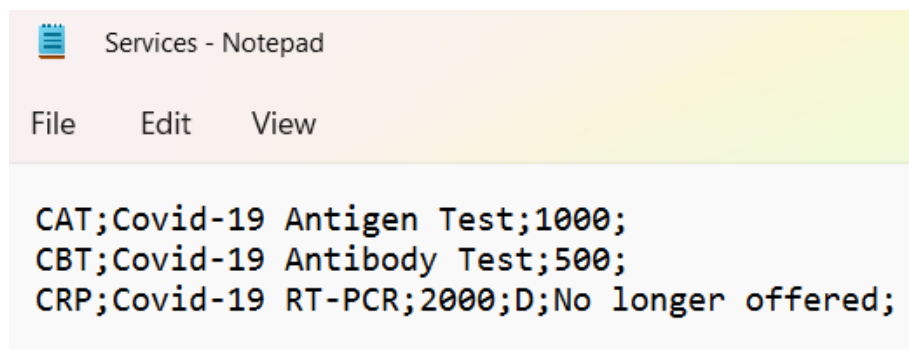 Services - Notepad
File Edit View
CAT;Covid-19 Antigen Test;1000;
CBT;Covid-19 Antibody Test;500;
CRP;Covid-19 RT-PCR;2000;D;No longer offered;